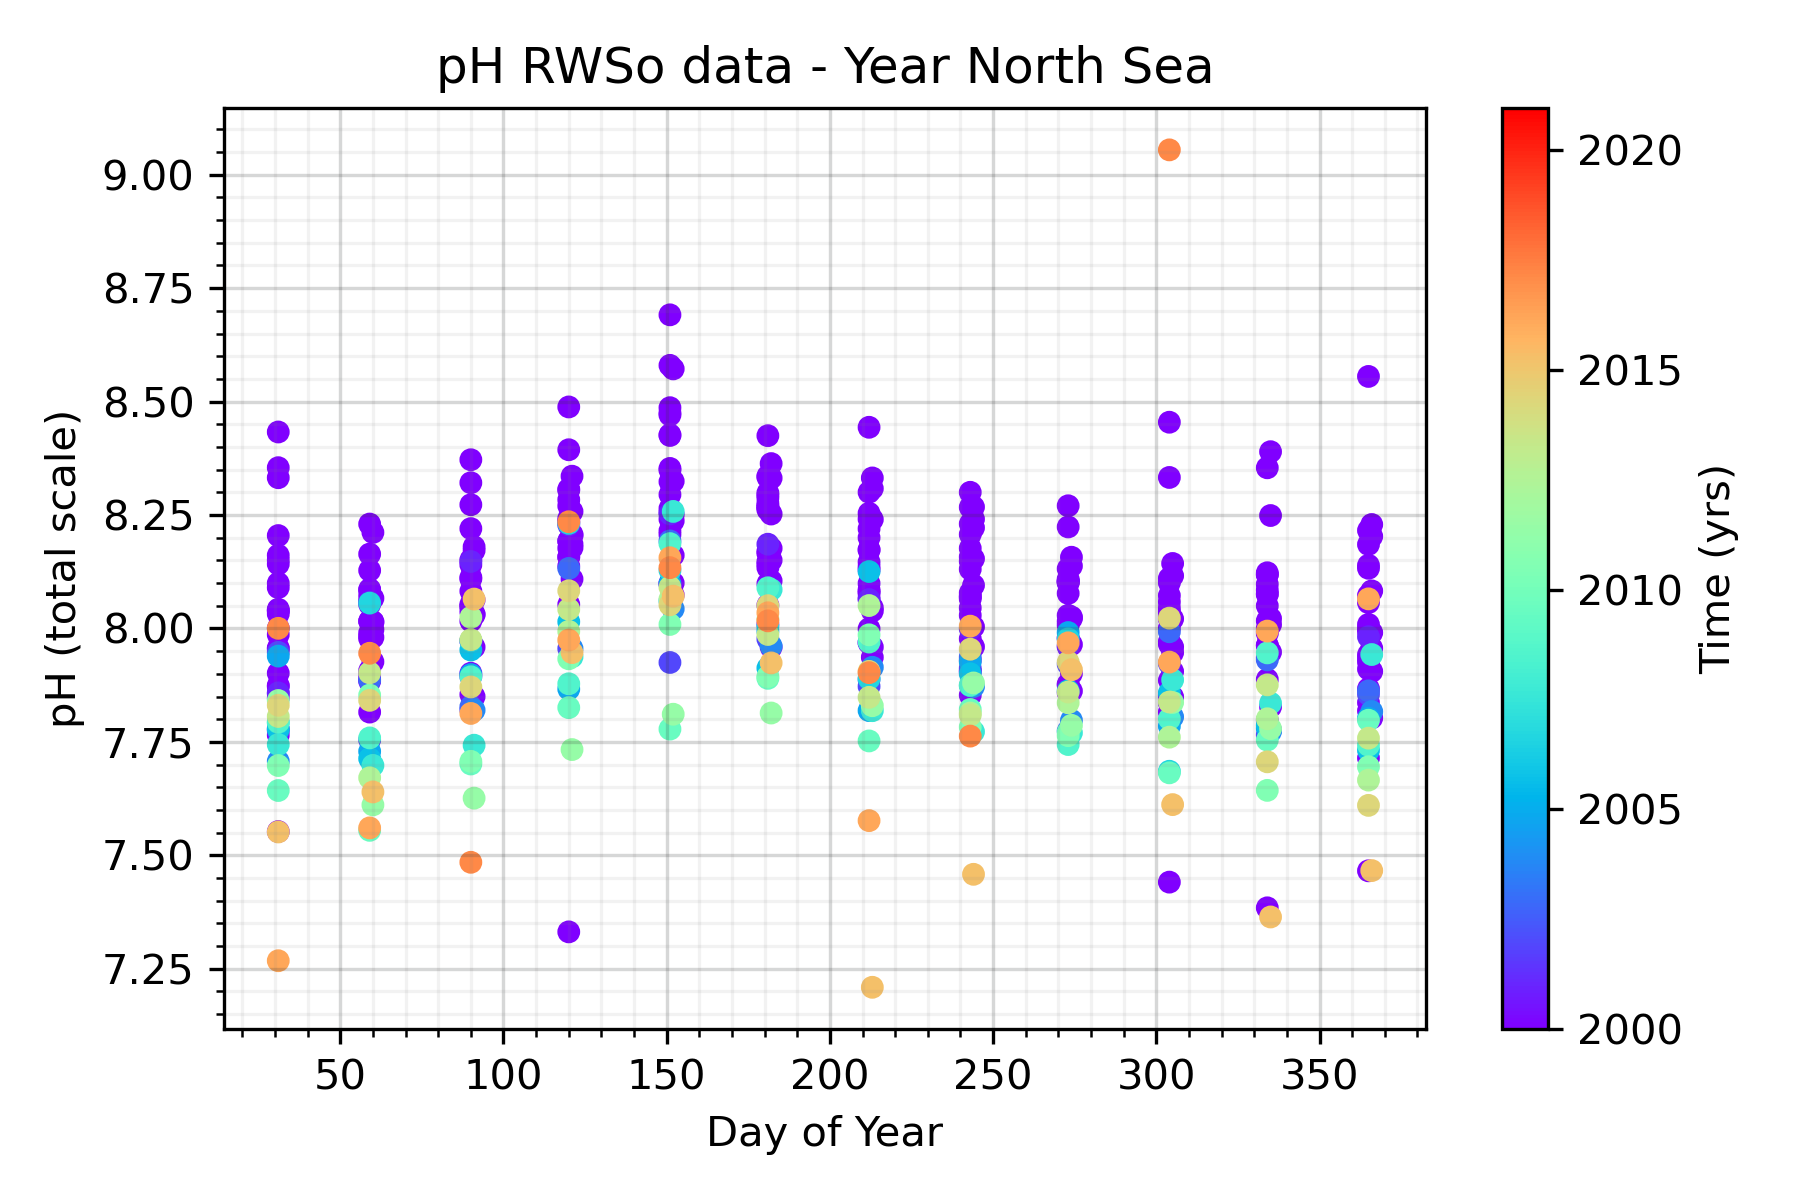 pH RWSo data - Year North Sea
pH (total scale)
9.00
8.75
8.50
8.25
8.00
7.75
7.50
7.25
50 100 150 200 250 300 350
Day of Year
2020
2015
2010
2005
2000
Time (yrs)